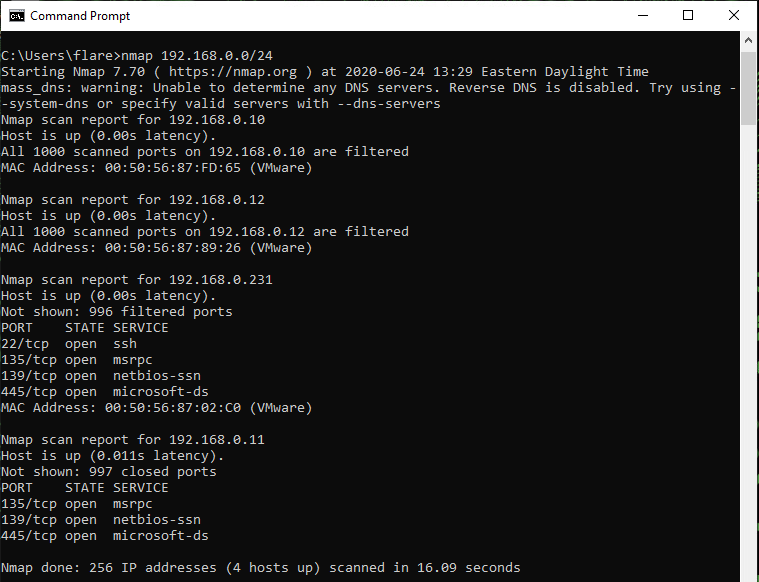 Command Prompt
C:\Users\flare>nmap 192.168.0.0/24
Starting Nmap 7.70 ( https://nmap.org ) at 2020-06-24 13:29 Eastern Daylight Time
mass_dns: warning: Unable to determine any DNS servers. Reverse DNS is disabled. Try using -
-system-dns or specify valid servers with --dns-servers
Nmap scan report for 192.168.0.10
Host is up (0.00s latency).
All 1000 scanned ports on 192.168.0.10 are filtered
MAC Address: 00:50:56:87:FD:65 (VMware)
Nmap scan report for 192.168.0.12
Host is up (0.00s latency).
All 1000 scanned ports on 192.168.0.12 are filtered
MAC Address: 00:50:56:87:89:26 (VMware)
Nmap scan report for 192.168.0.231
Host is up (0.00s latency).
Not shown: 996 filtered ports
PORT    STATE SERVICE
22/tcp  open  ssh
135/tcp open  msrpc
139/tcp open  netbios-ssn
445/tcp open  microsoft-ds
MAC Address: 00:50:56:87:02:C0 (VMware)
Nmap scan report for 192.168.0.11
Host is up (0.011s latency).
Not shown: 997 closed ports
PORT    STATE SERVICE
135/tcp open  msrpc
139/tcp open  netbios-ssn
445/tcp open  microsoft-ds
Nmap done: 256 IP addresses (4 hosts up) scanned in 16.09 seconds